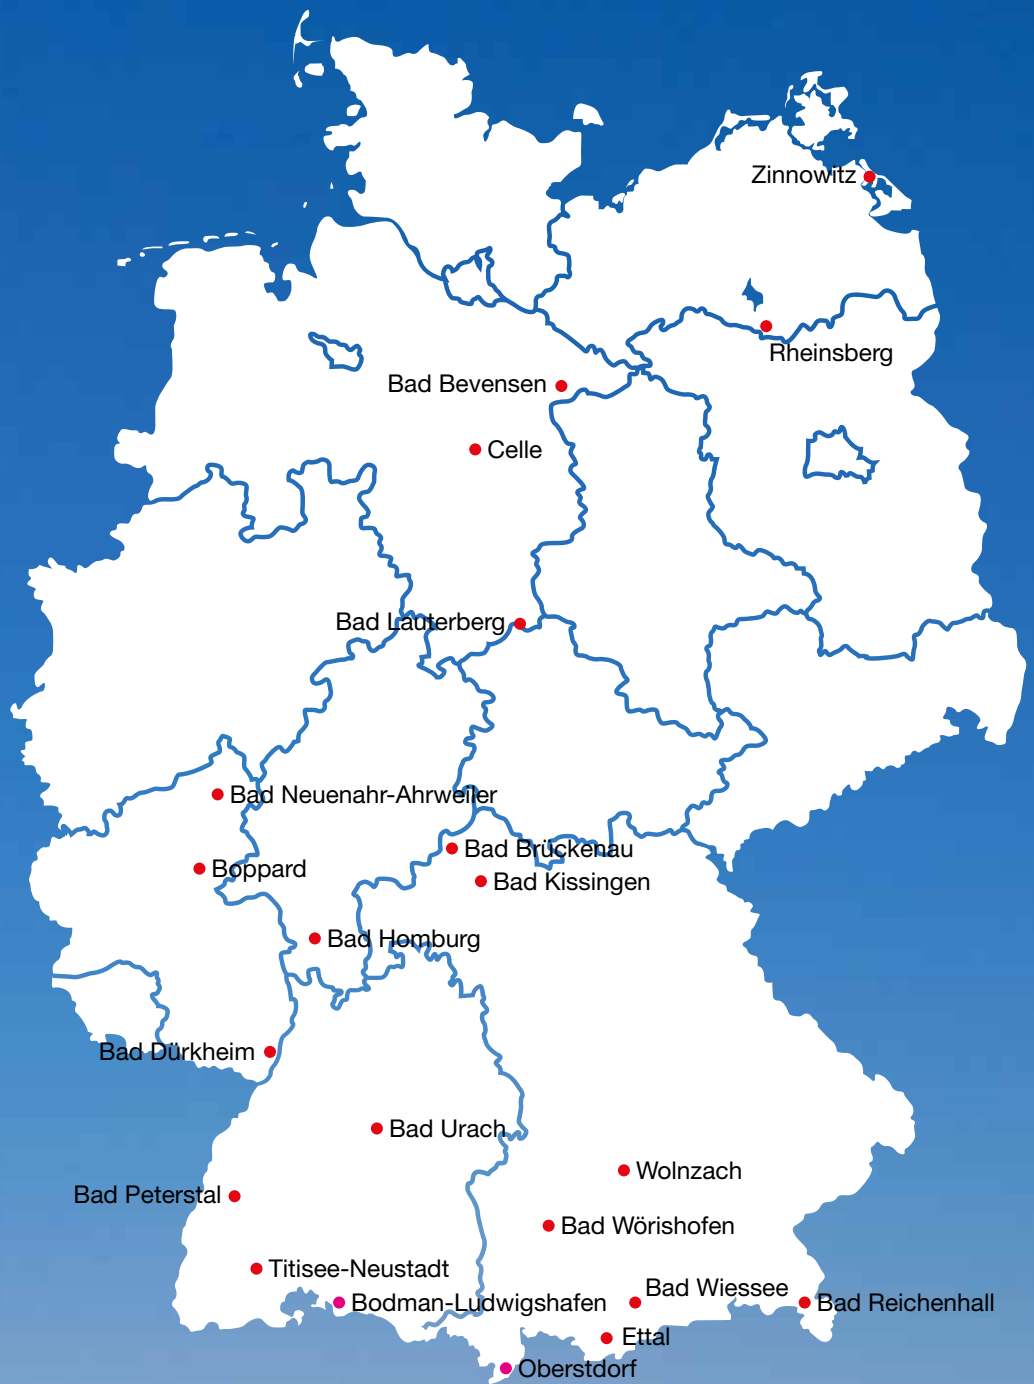 Zinnowitz
Rheinsberg
Bad Bevensen
Celle
Bad Lauterberg
Bad Neuenahr-Ahrweiler
Bad Brückenau
Boppard
Bad Kissingen
Bad Homburg
Bad Dürkheim
Bad Urach
Wolnzach
Bad Peterstal
Bad Wörishofen
Titisee-Neustadt
Bad Wiessee
Bodman-Ludwigshafen
Bad Reichenhall
Ettal
Oberstdorf